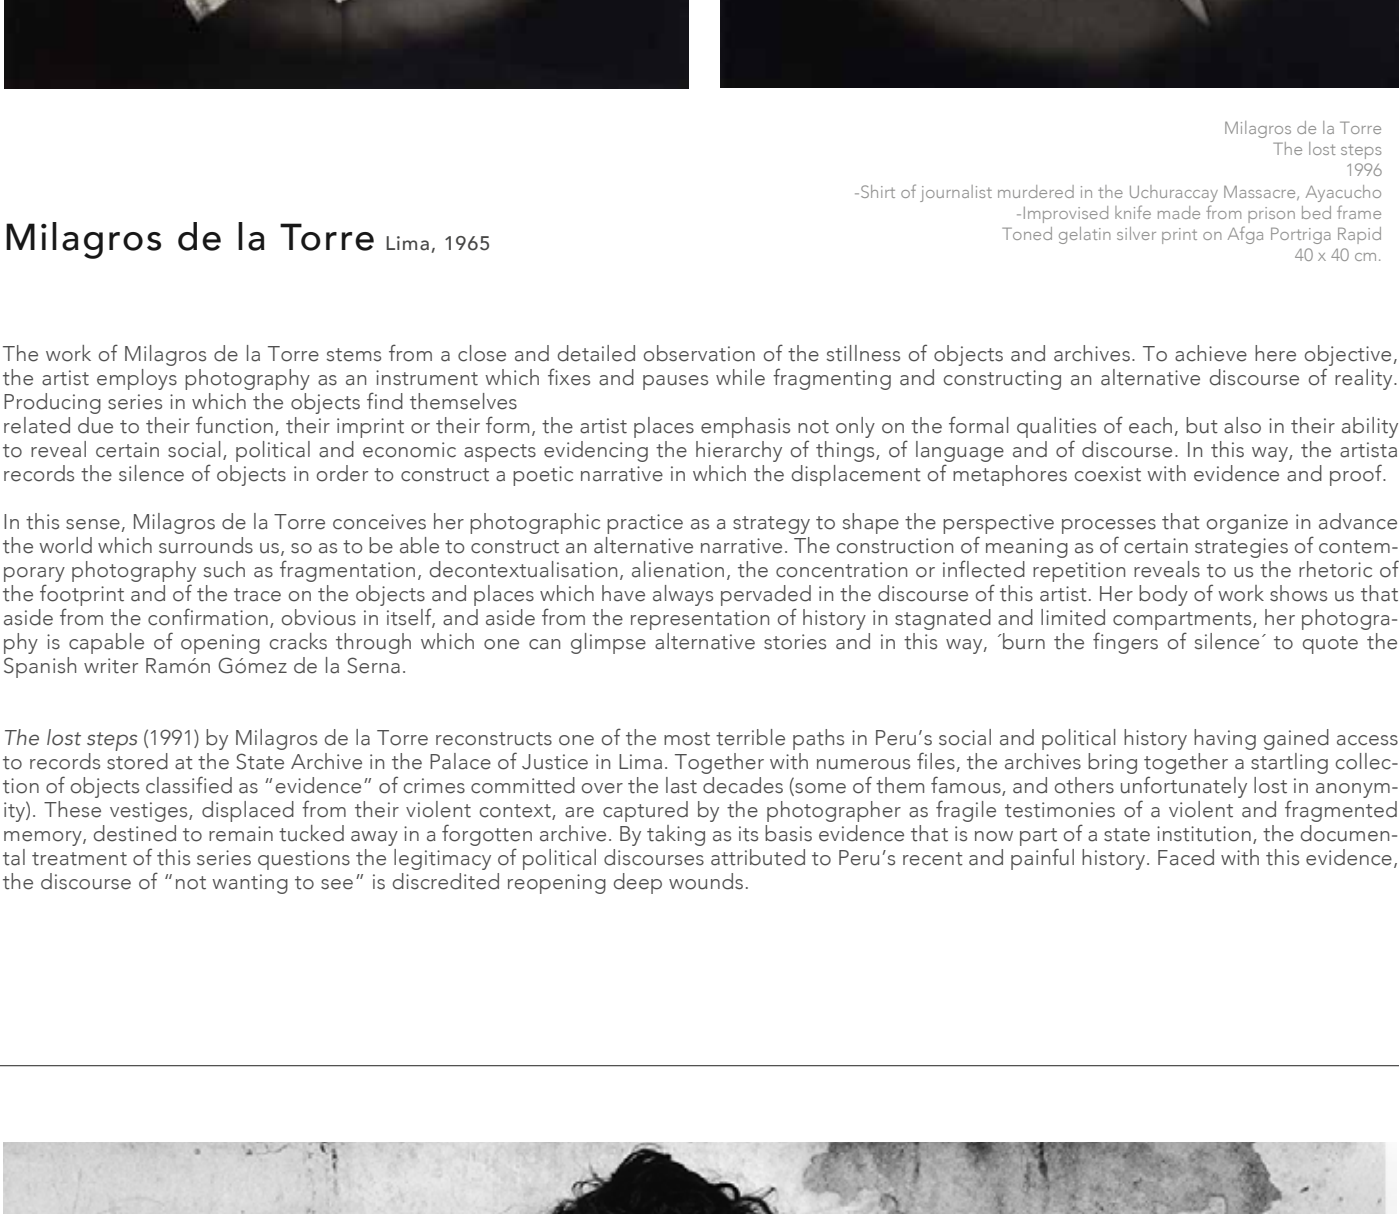 Milagros de la Torre
The lost steps
1996
-Shirt of journalist murdered in the Uchuraccay Massacre, Ayacucho
-Improvised knife made from prison bed frame
Toned gelatin silver print on Afga Portriga Rapid
40 x 40 cm.
Milagros de la Torre Lima, 1965
The work of Milagros de la Torre stems from a close and detailed observation of the stillness of objects and archives. To achieve here objective,
the artist employs photography as an instrument which fixes and pauses while fragmenting and constructing an alternative discourse of reality.
Producing series in which the objects find themselves
related due to their function, their imprint or their form, the artist places emphasis not only on the formal qualities of each, but also in their ability
to reveal certain social, political and economic aspects evidencing the hierarchy of things, of language and of discourse. In this way, the artista
records the silence of objects in order to construct a poetic narrative in which the displacement of metaphores coexist with evidence and proof.
In this sense, Milagros de la Torre conceives her photographic practice as a strategy to shape the perspective processes that organize in advance
the world which surrounds us, so as to be able to construct an alternative narrative. The construction of meaning as of certain strategies of contem-
porary photography such as fragmentation, decontextualisation, alienation, the concentration or inflected repetition reveals to us the rhetoric of
the footprint and of the trace on the objects and places which have always pervaded in the discourse of this artist. Her body of work shows us that
aside from the confirmation, obvious in itself, and aside from the representation of history in stagnated and limited compartments, her photogra-
phy is capable of opening cracks through which one can glimpse alternative stories and in this way, ´burn the fingers of silence´ to quote the
Spanish writer Ramón Gómez de la Serna.
The lost steps (1991) by Milagros de la Torre reconstructs one of the most terrible paths in Peru’s social and political history having gained access
to records stored at the State Archive in the Palace of Justice in Lima. Together with numerous files, the archives bring together a startling collec-
tion of objects classified as “evidence” of crimes committed over the last decades (some of them famous, and others unfortunately lost in anonym-
ity). These vestiges, displaced from their violent context, are captured by the photographer as fragile testimonies of a violent and fragmented
memory, destined to remain tucked away in a forgotten archive. By taking as its basis evidence that is now part of a state institution, the documen-
tal treatment of this series questions the legitimacy of political discourses attributed to Peru’s recent and painful history. Faced with this evidence,
the discourse of “not wanting to see” is discredited reopening deep wounds.